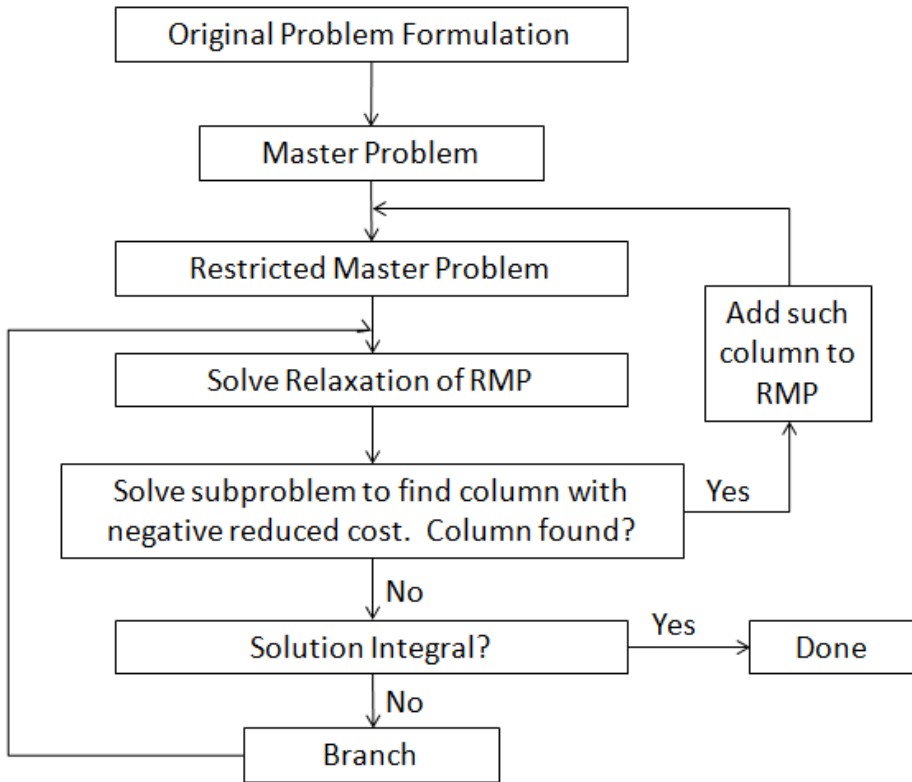 Original Problem Formulation
Master Problem
Restricted Master Problem
Add such
column to
RMP
Solve Relaxation of RMP
Solve subproblem to find column with
negative reduced cost.  Column found?
Yes
No
Solution Integral?
Yes
Done
No
Branch